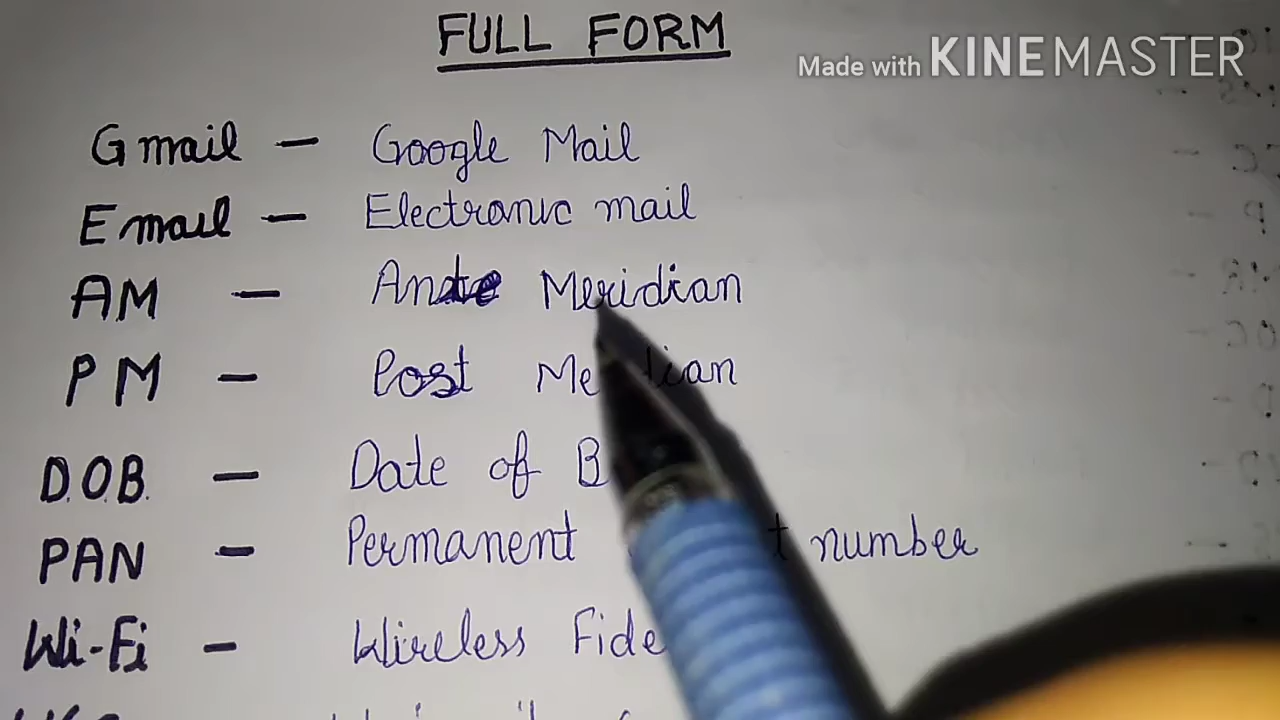 FULL FORM
Made with KINEMASTER
Gmail - Google Mail
Email - Electronic mail
AM - Ante Meridian
PM - Post Me dian
D.O.B. - Date of B
PAN - Permanent t number
Wi-Fi - Wireless Fide